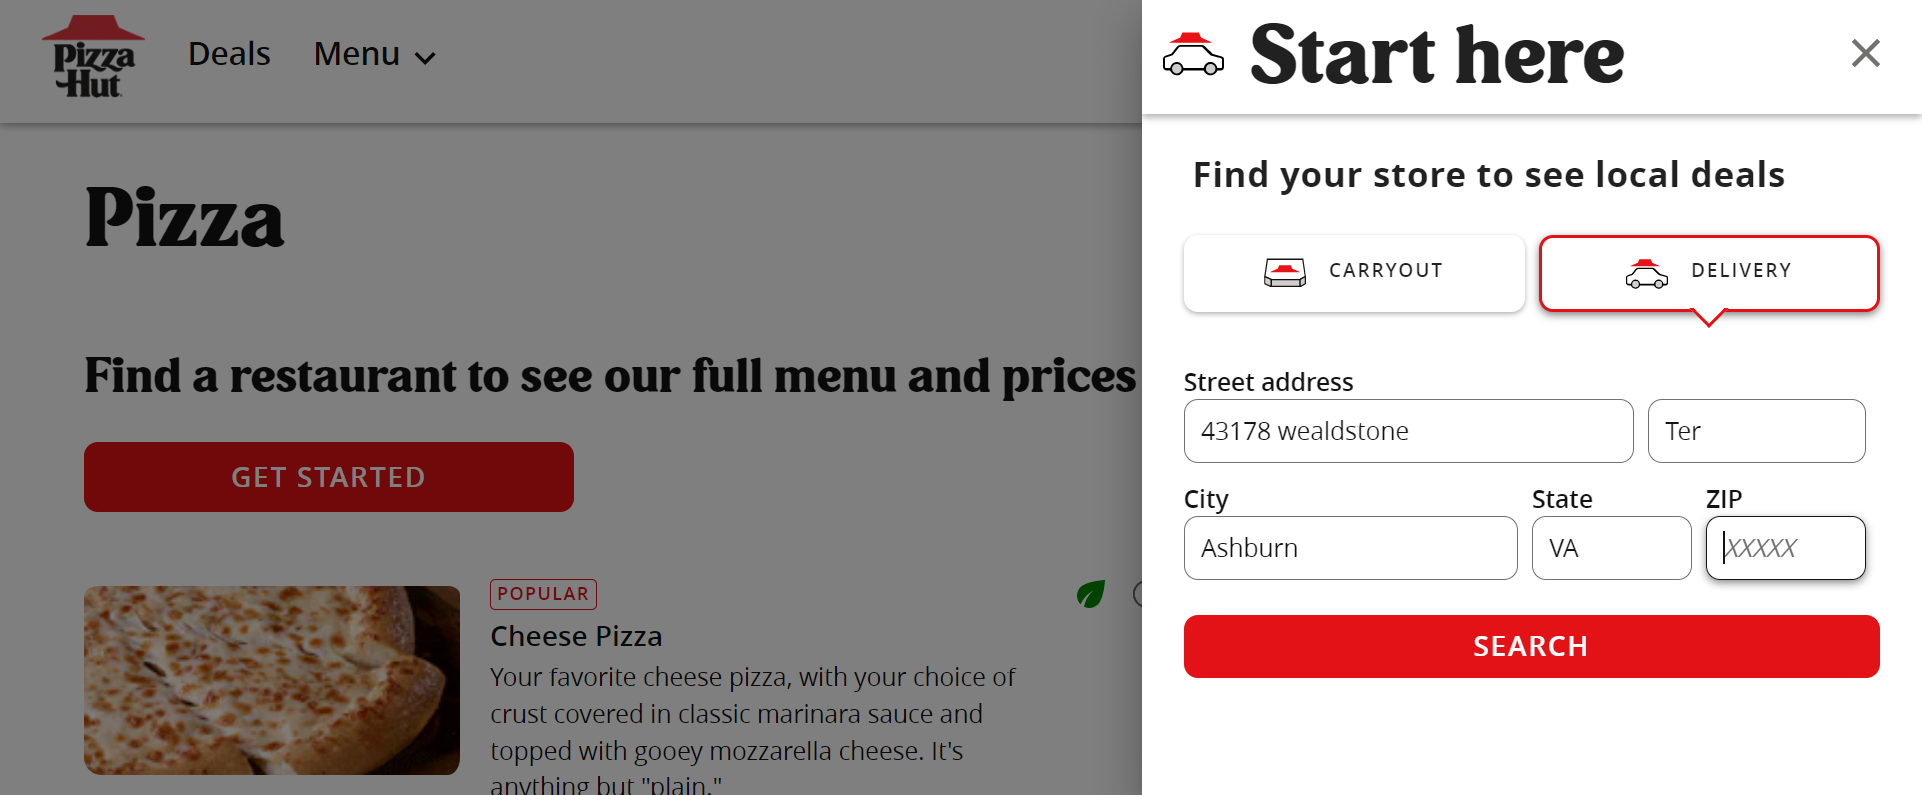 Pizza
Hut
Deals
Menu
Pizza
Find a restaurant to see our full menu and prices
GET STARTED
POPULAR
Cheese Pizza
Your favorite cheese pizza, with your choice of
crust covered in classic marinara sauce and
topped with gooey mozzarella cheese. It's
anything but "plain."
Start here
Find your store to see local deals
CARRYOUT
DELIVERY
Street address
43178 wealdstone
Ter
City
State
ZIP
Ashburn
VA
XXXXX
SEARCH